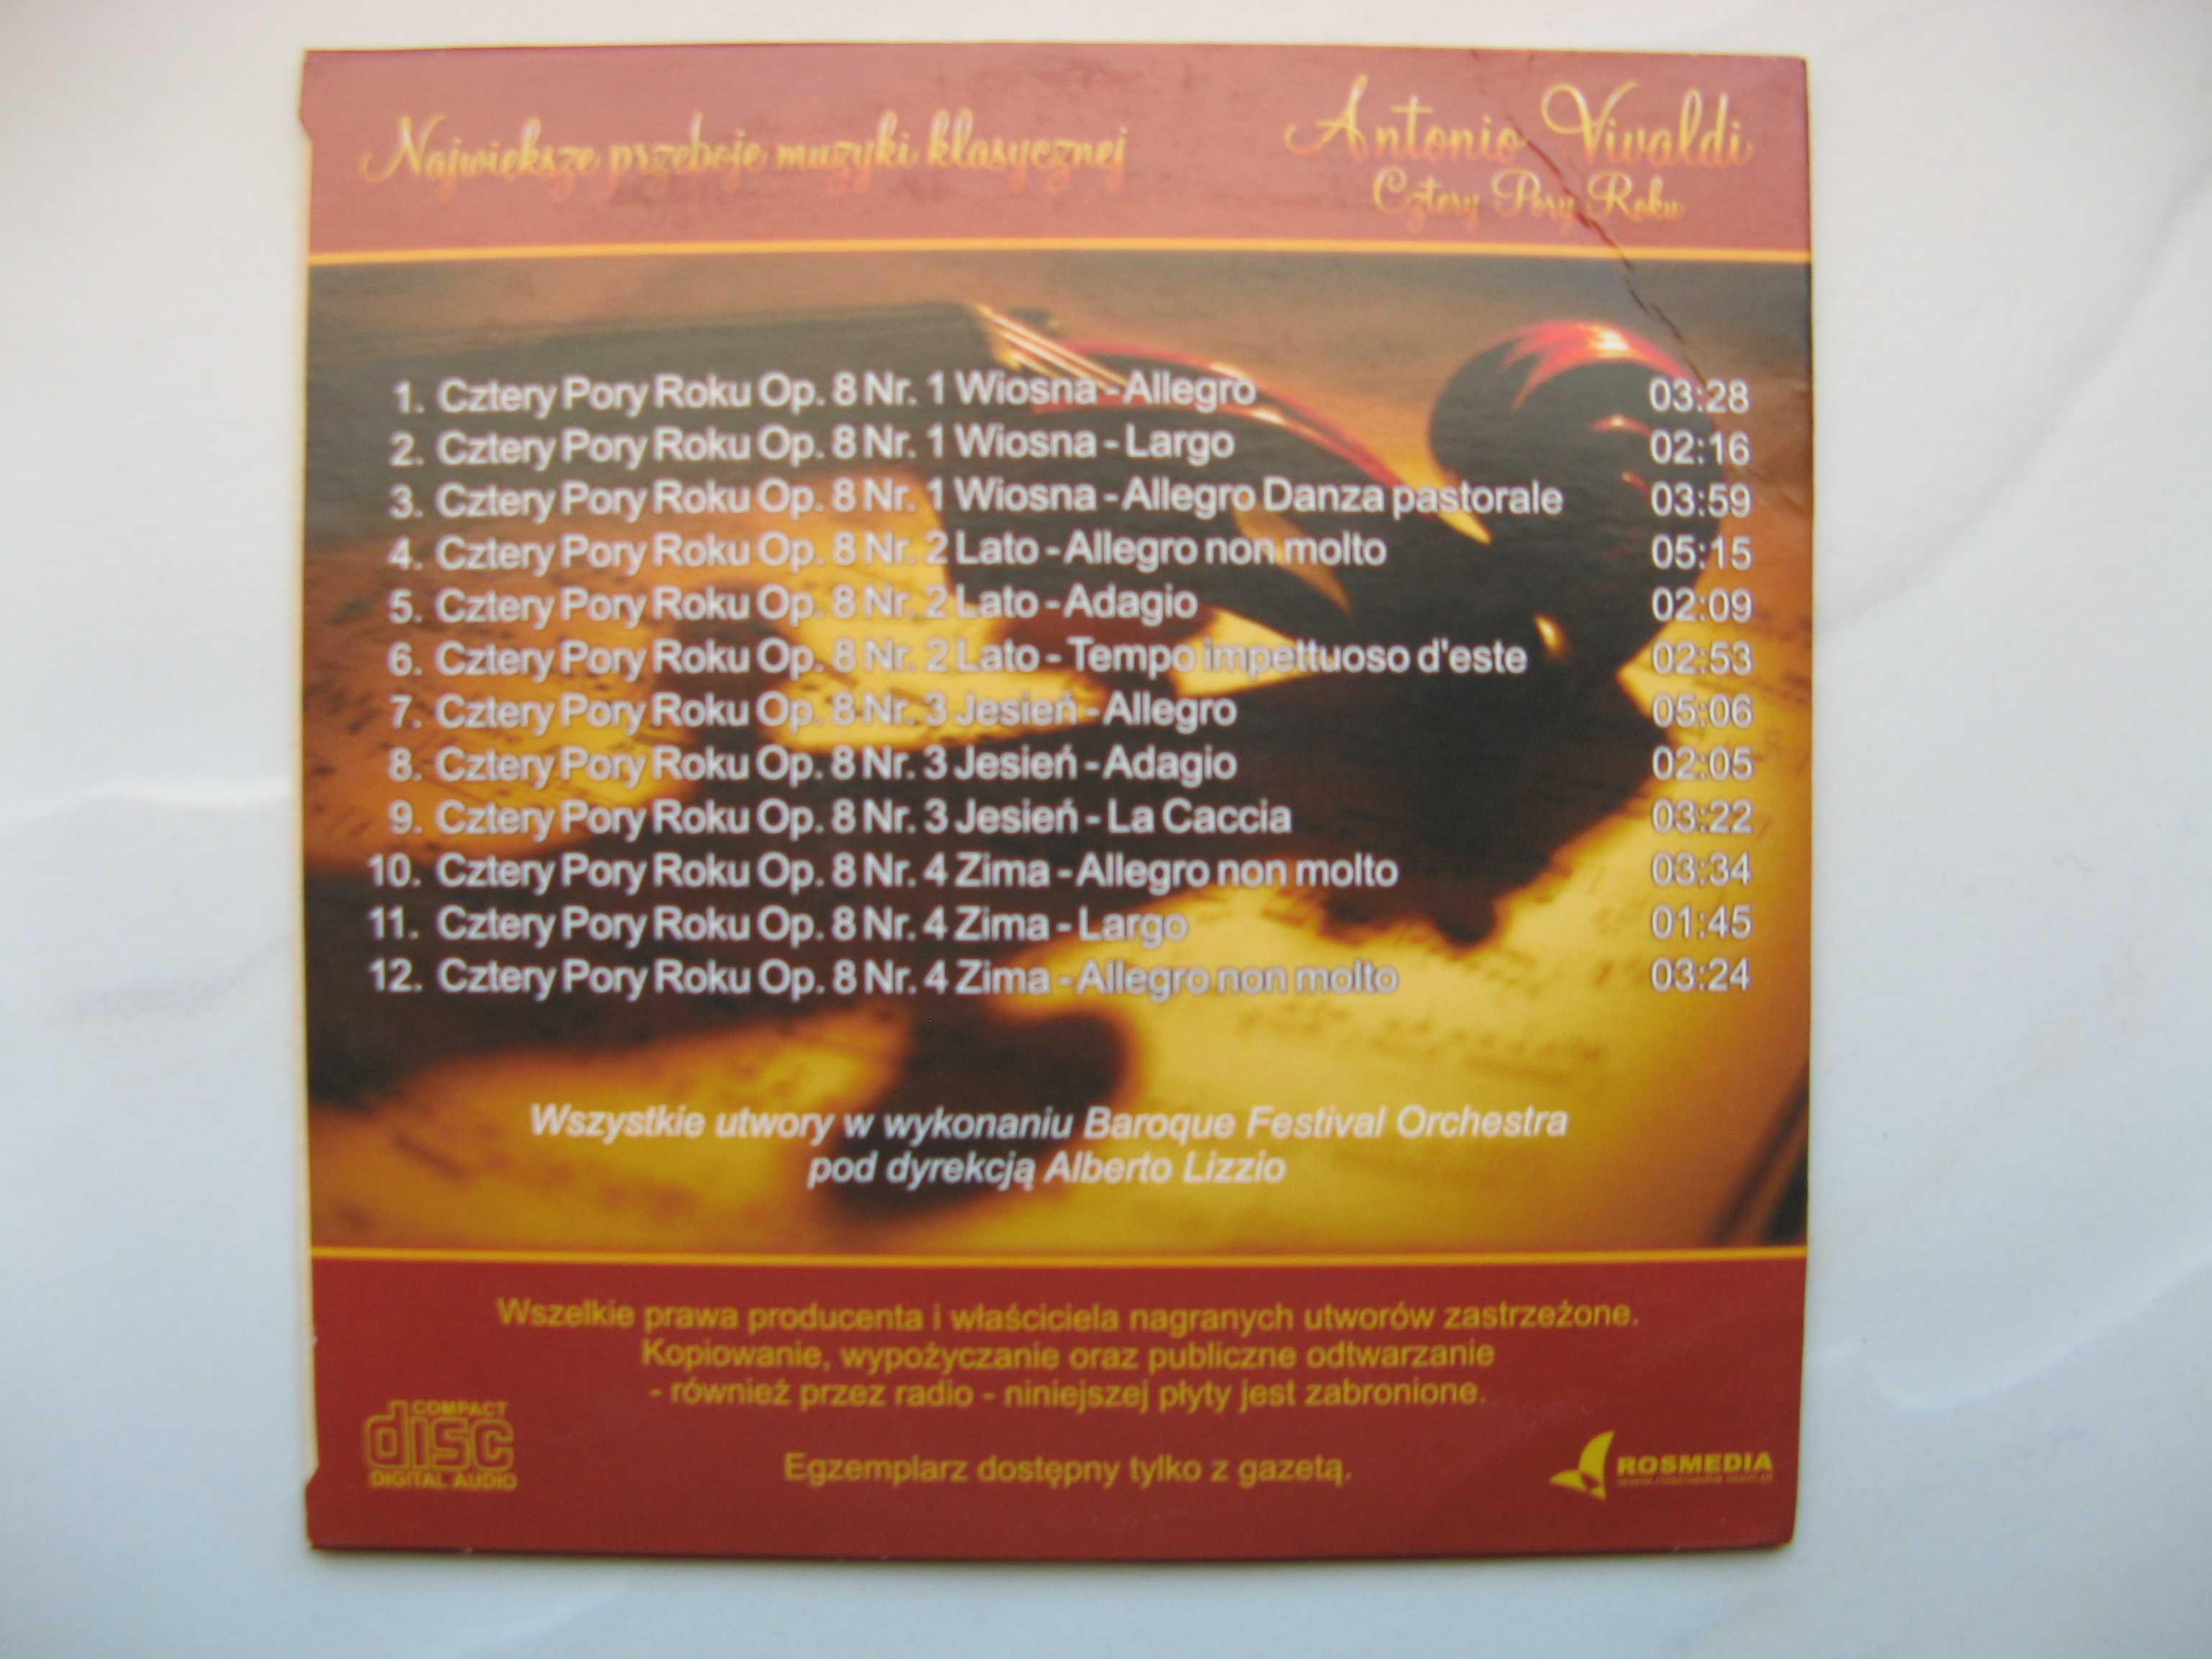 Największe przeboje muzyki klasycznej
Antonio Vivaldi
Cztery Pory Roku
1. Cztery Pory Roku Op. 8 Nr. 1 Wiosna - Allegro 03:28
2. Cztery Pory Roku Op. 8 Nr. 1 Wiosna - Largo 02:16
3. Cztery Pory Roku Op. 8 Nr. 1 Wiosna - Allegro Danza pastorale 03:59
4. Cztery Pory Roku Op. 8 Nr. 2 Lato - Allegro non molto 05:15
5. Cztery Pory Roku Op. 8 Nr. 2 Lato - Adagio 02:09
6. Cztery Pory Roku Op. 8 Nr. 2 Lato - Tempo impettuoso d'este 02:53
7. Cztery Pory Roku Op. 8 Nr. 3 Jesień - Allegro 05:06
8. Cztery Pory Roku Op. 8 Nr. 3 Jesień - Adagio 02:05
9. Cztery Pory Roku Op. 8 Nr. 3 Jesień - La Caccia 03:22
10. Cztery Pory Roku Op. 8 Nr. 4 Zima - Allegro non molto 03:34
11. Cztery Pory Roku Op. 8 Nr. 4 Zima - Largo 01:45
12. Cztery Pory Roku Op. 8 Nr. 4 Zima - Allegro non molto 03:24
Wszystkie utwory w wykonaniu Baroque Festival Orchestra
pod dyrekcją Alberto Lizzio
Wszelkie prawa producenta i właściciela nagranych utworów zastrzeżone.
Kopiowanie, wypożyczanie oraz publiczne odtwarzanie
- również przez radio - niniejszej płyty jest zabronione.
Egzemplarz dostępny tylko z gazetą.
COMPACT
disc
DIGITAL AUDIO
ROSMEDIA